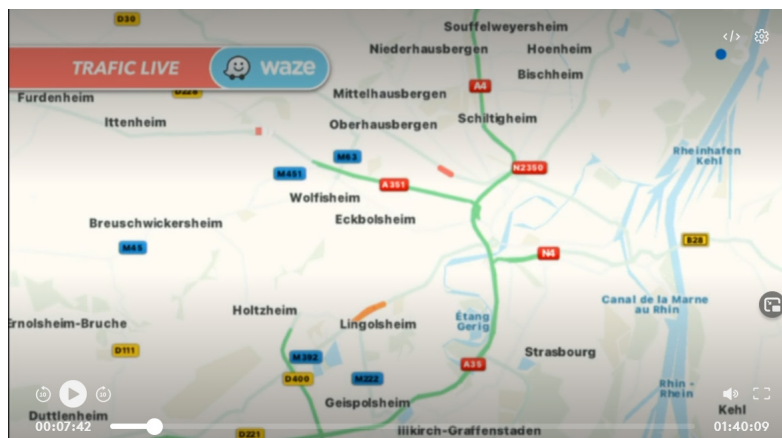 D30
Souffelweyersheim
Niederhausbergen
Hoenheim
TRAFIC LIVE
waze
Bischheim
A4
D228
Furdenheim
Mittelhausbergen
Ittenheim
Oberhausbergen
Schiltigheim
M63
Rheinhafen
Kehl
M451
N2350
A351
Wolfisheim
Breuschwickersheim
Eckbolsheim
M45
N4
B28
Holtzheim
Canal de la Marne
au Rhin
Ernolsheim-Bruche
Lingolsheim
Étang
Gerig
D111
M392
Strasbourg
A35
D400
M222
Rhin -
Rhein
10
10
Geispolsheim
Kehl
Duttlenheim
00:07:42
01:40:09
D221
Illkirch-Graffenstaden